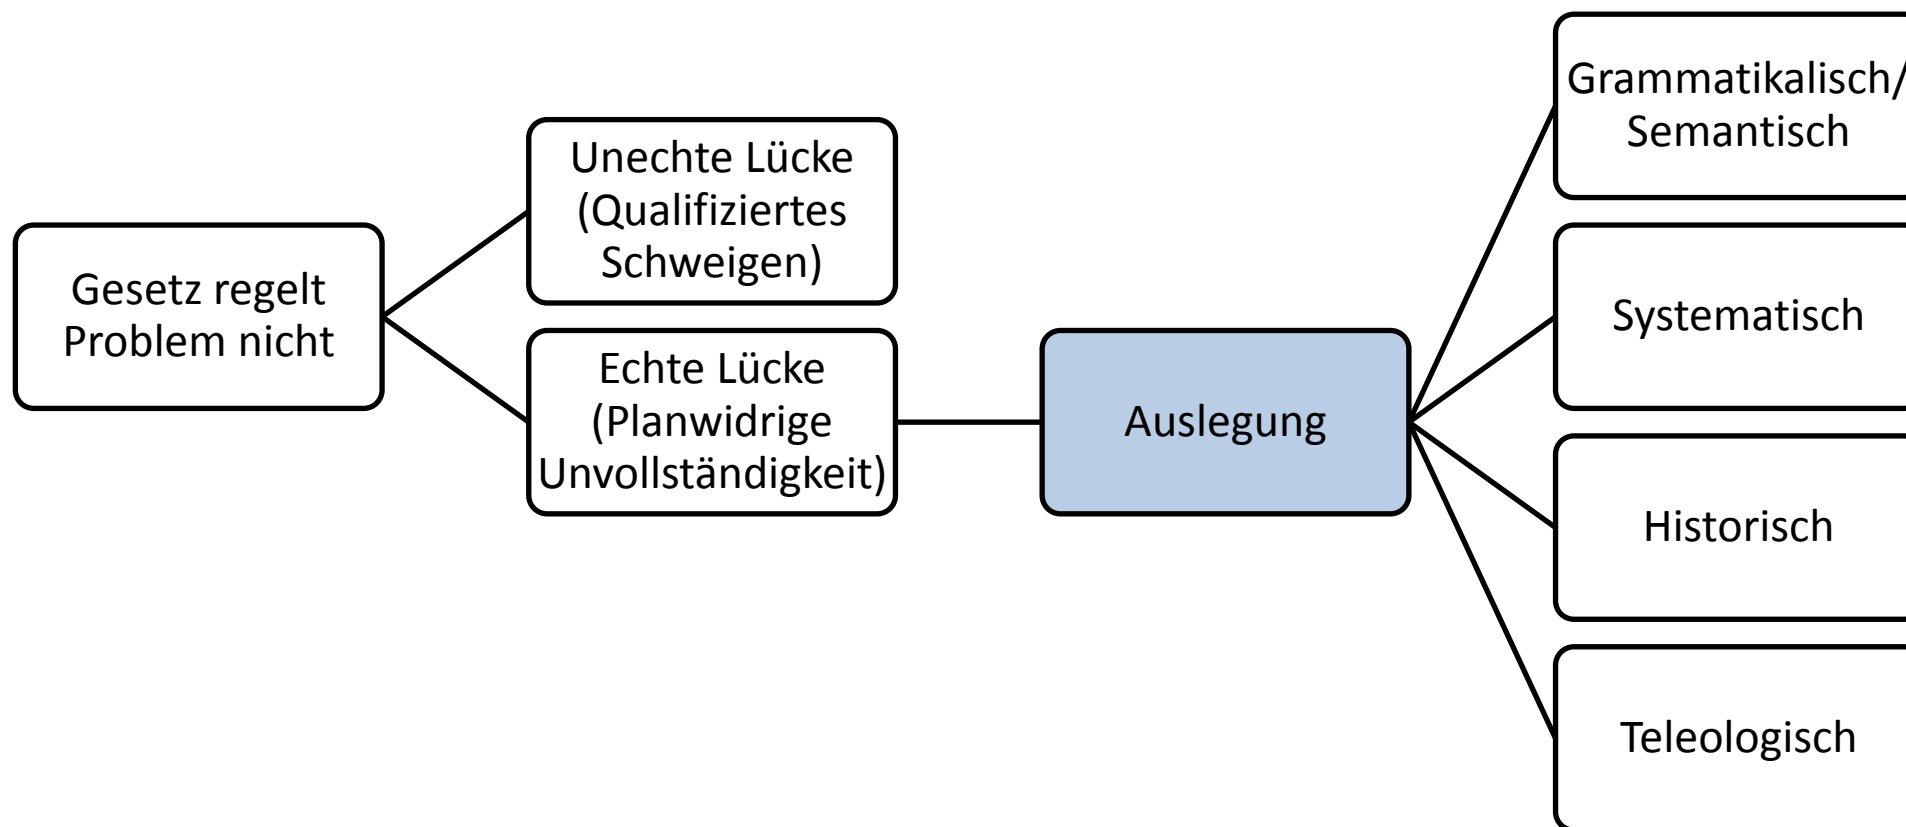 Gesetz regelt
Problem nicht
Unechte Lücke
(Qualifiziertes
Schweigen)
Echte Lücke
(Planwidrige
Unvollständigkeit)
Auslegung
Grammatikalisch/
Semantisch
Systematisch
Historisch
Teleologisch